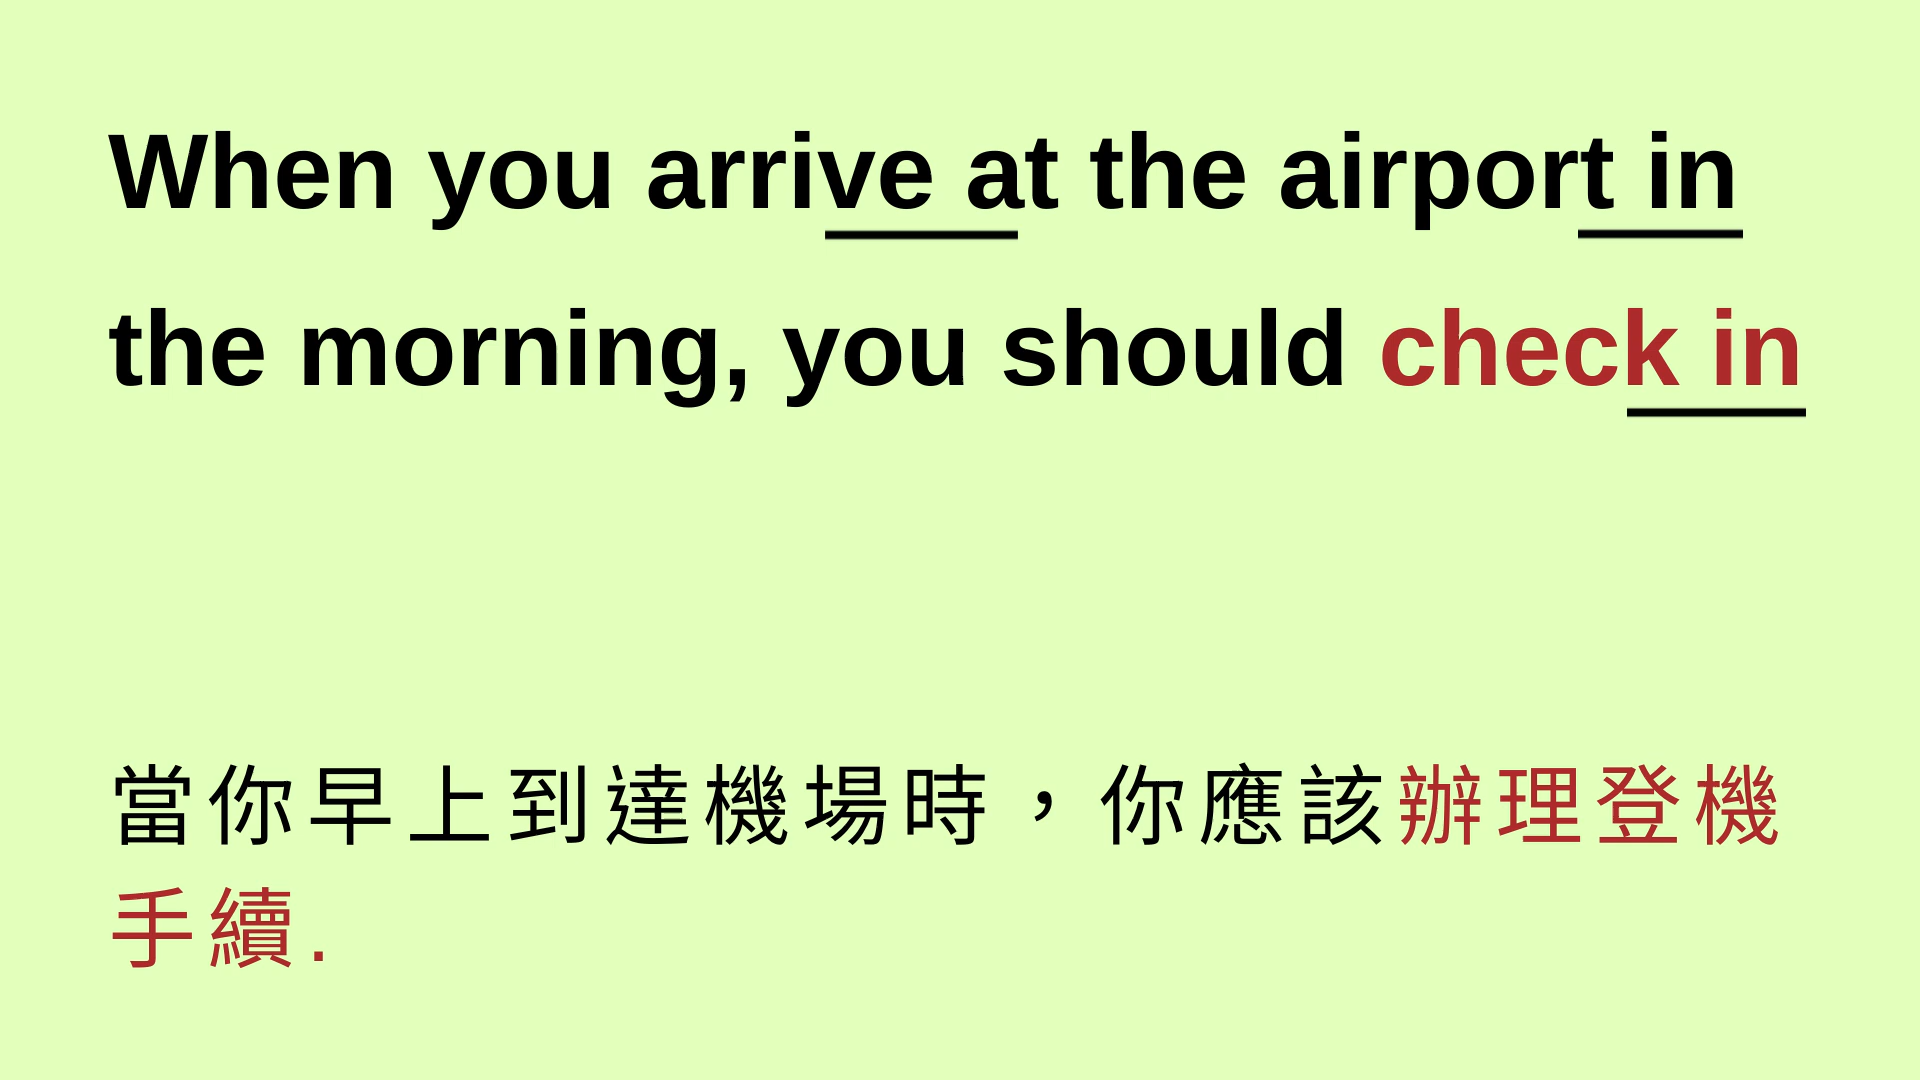 When you arrive at the airport in
the morning, you should check in
當你早上到達機場時，你應該辦理登機
手續.